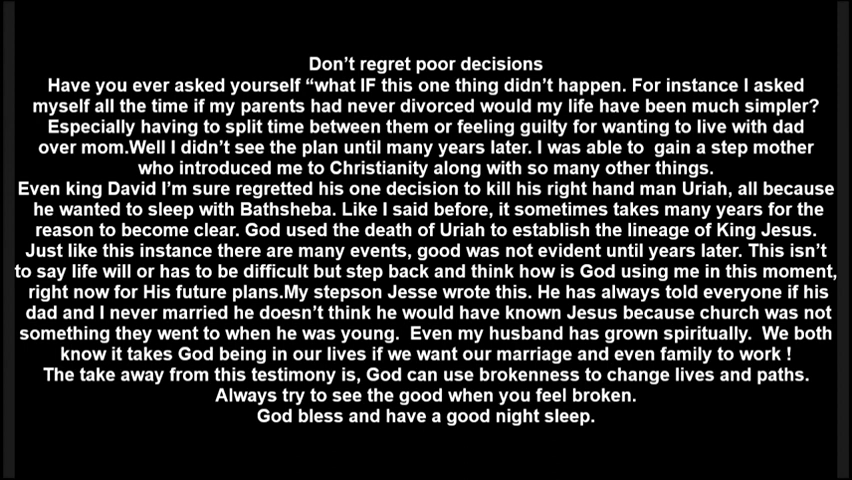 Don't regret poor decisions
Have you ever asked yourself “what IF this one thing didn't happen. For instance I asked
myself all the time if my parents had never divorced would my life have been much simpler?
Especially having to split time between them or feeling guilty for wanting to live with dad
over mom.Well I didn't see the plan until many years later. I was able to  gain a step mother
who introduced me to Christianity along with so many other things.
Even king David I'm sure regretted his one decision to kill his right hand man Uriah, all because
he wanted to sleep with Bathsheba. Like I said before, it sometimes takes many years for the
reason to become clear. God used the death of Uriah to establish the lineage of King Jesus.
Just like this instance there are many events, good was not evident until years later. This isn't
to say life will or has to be difficult but step back and think how is God using me in this moment,
right now for His future plans.My stepson Jesse wrote this. He has always told everyone if his
dad and I never married he doesn't think he would have known Jesus because church was not
something they went to when he was young.  Even my husband has grown spiritually.  We both
know it takes God being in our lives if we want our marriage and even family to work !
The take away from this testimony is, God can use brokenness to change lives and paths.
Always try to see the good when you feel broken.
God bless and have a good night sleep.